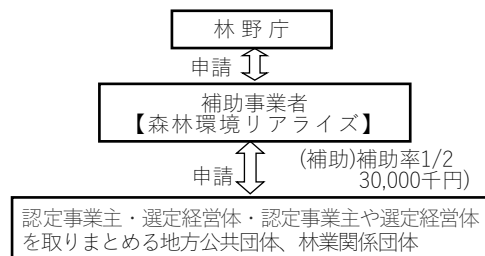 林野庁
申請
補助事業者
【森林環境リアライズ】
申請
(補助)補助率1/2
30,000千円)
認定事業主・選定経営体・認定事業主や選定経営体
を取りまとめる地方公共団体、林業関係団体